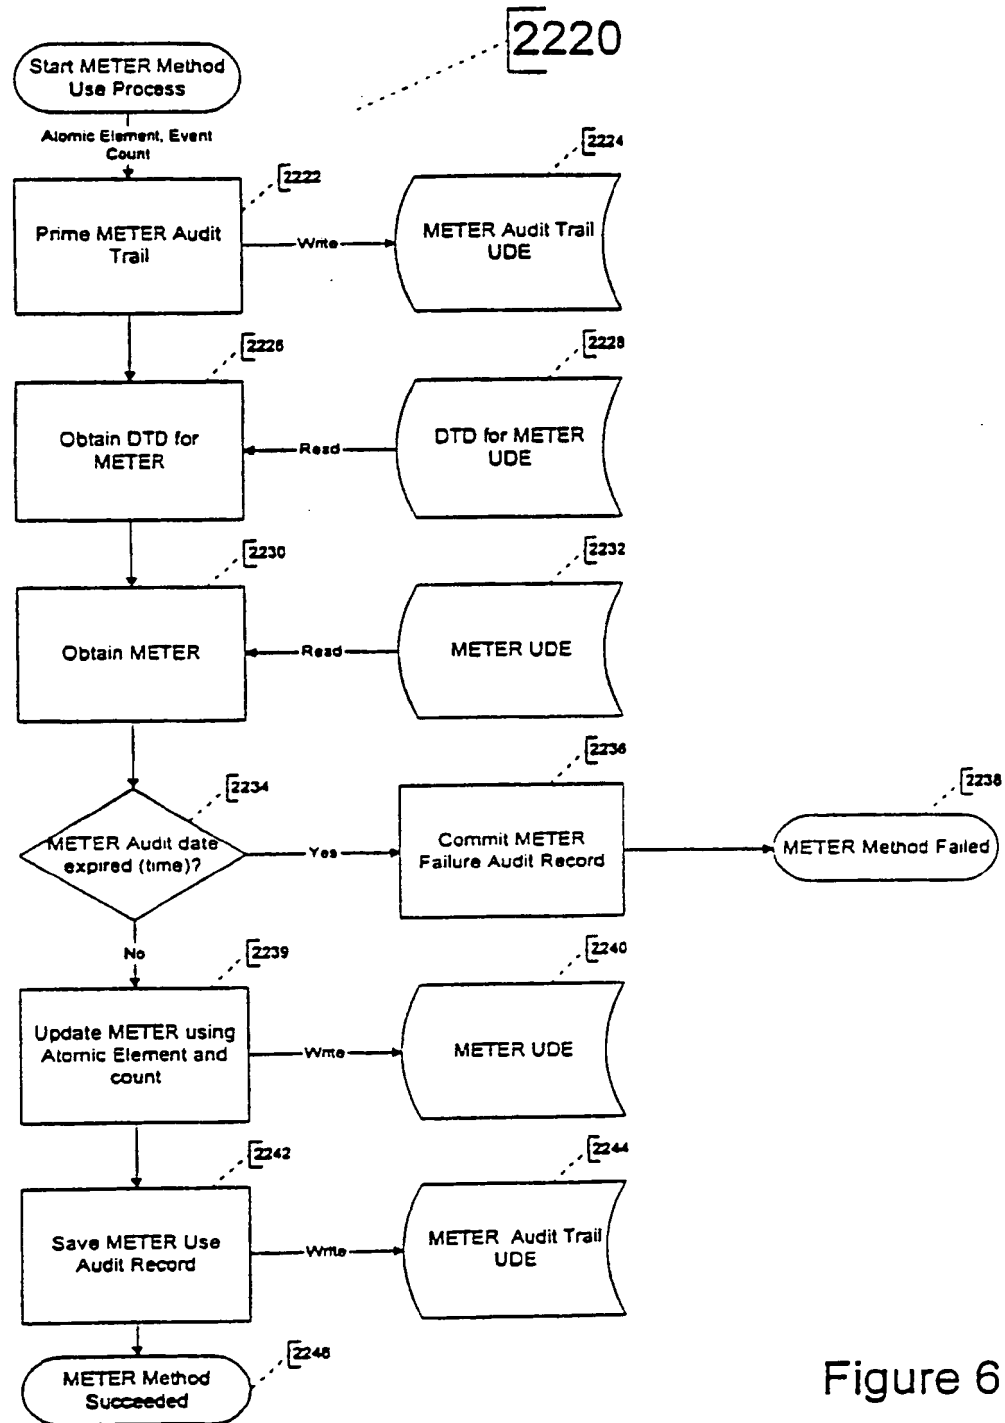 2220
Start METER Method
Use Process
Atomic Element, Event
Count
2222
2224
Prime METER Audit
Trail
Write
METER Audit Trail
UDE
2226
2228
Obtain DTD for
METER
Read
DTD for METER
UDE
2230
2232
Obtain METER
Read
METER UDE
2234
2236
2238
METER Audit date
expired (time)?
Yes
Commit METER
Failure Audit Record
METER Method Failed
No
2239
2240
Update METER using
Atomic Element and
count
Write
METER UDE
2242
2244
Save METER Use
Audit Record
Write
METER Audit Trail
UDE
2246
METER Method
Succeeded
Figure 6